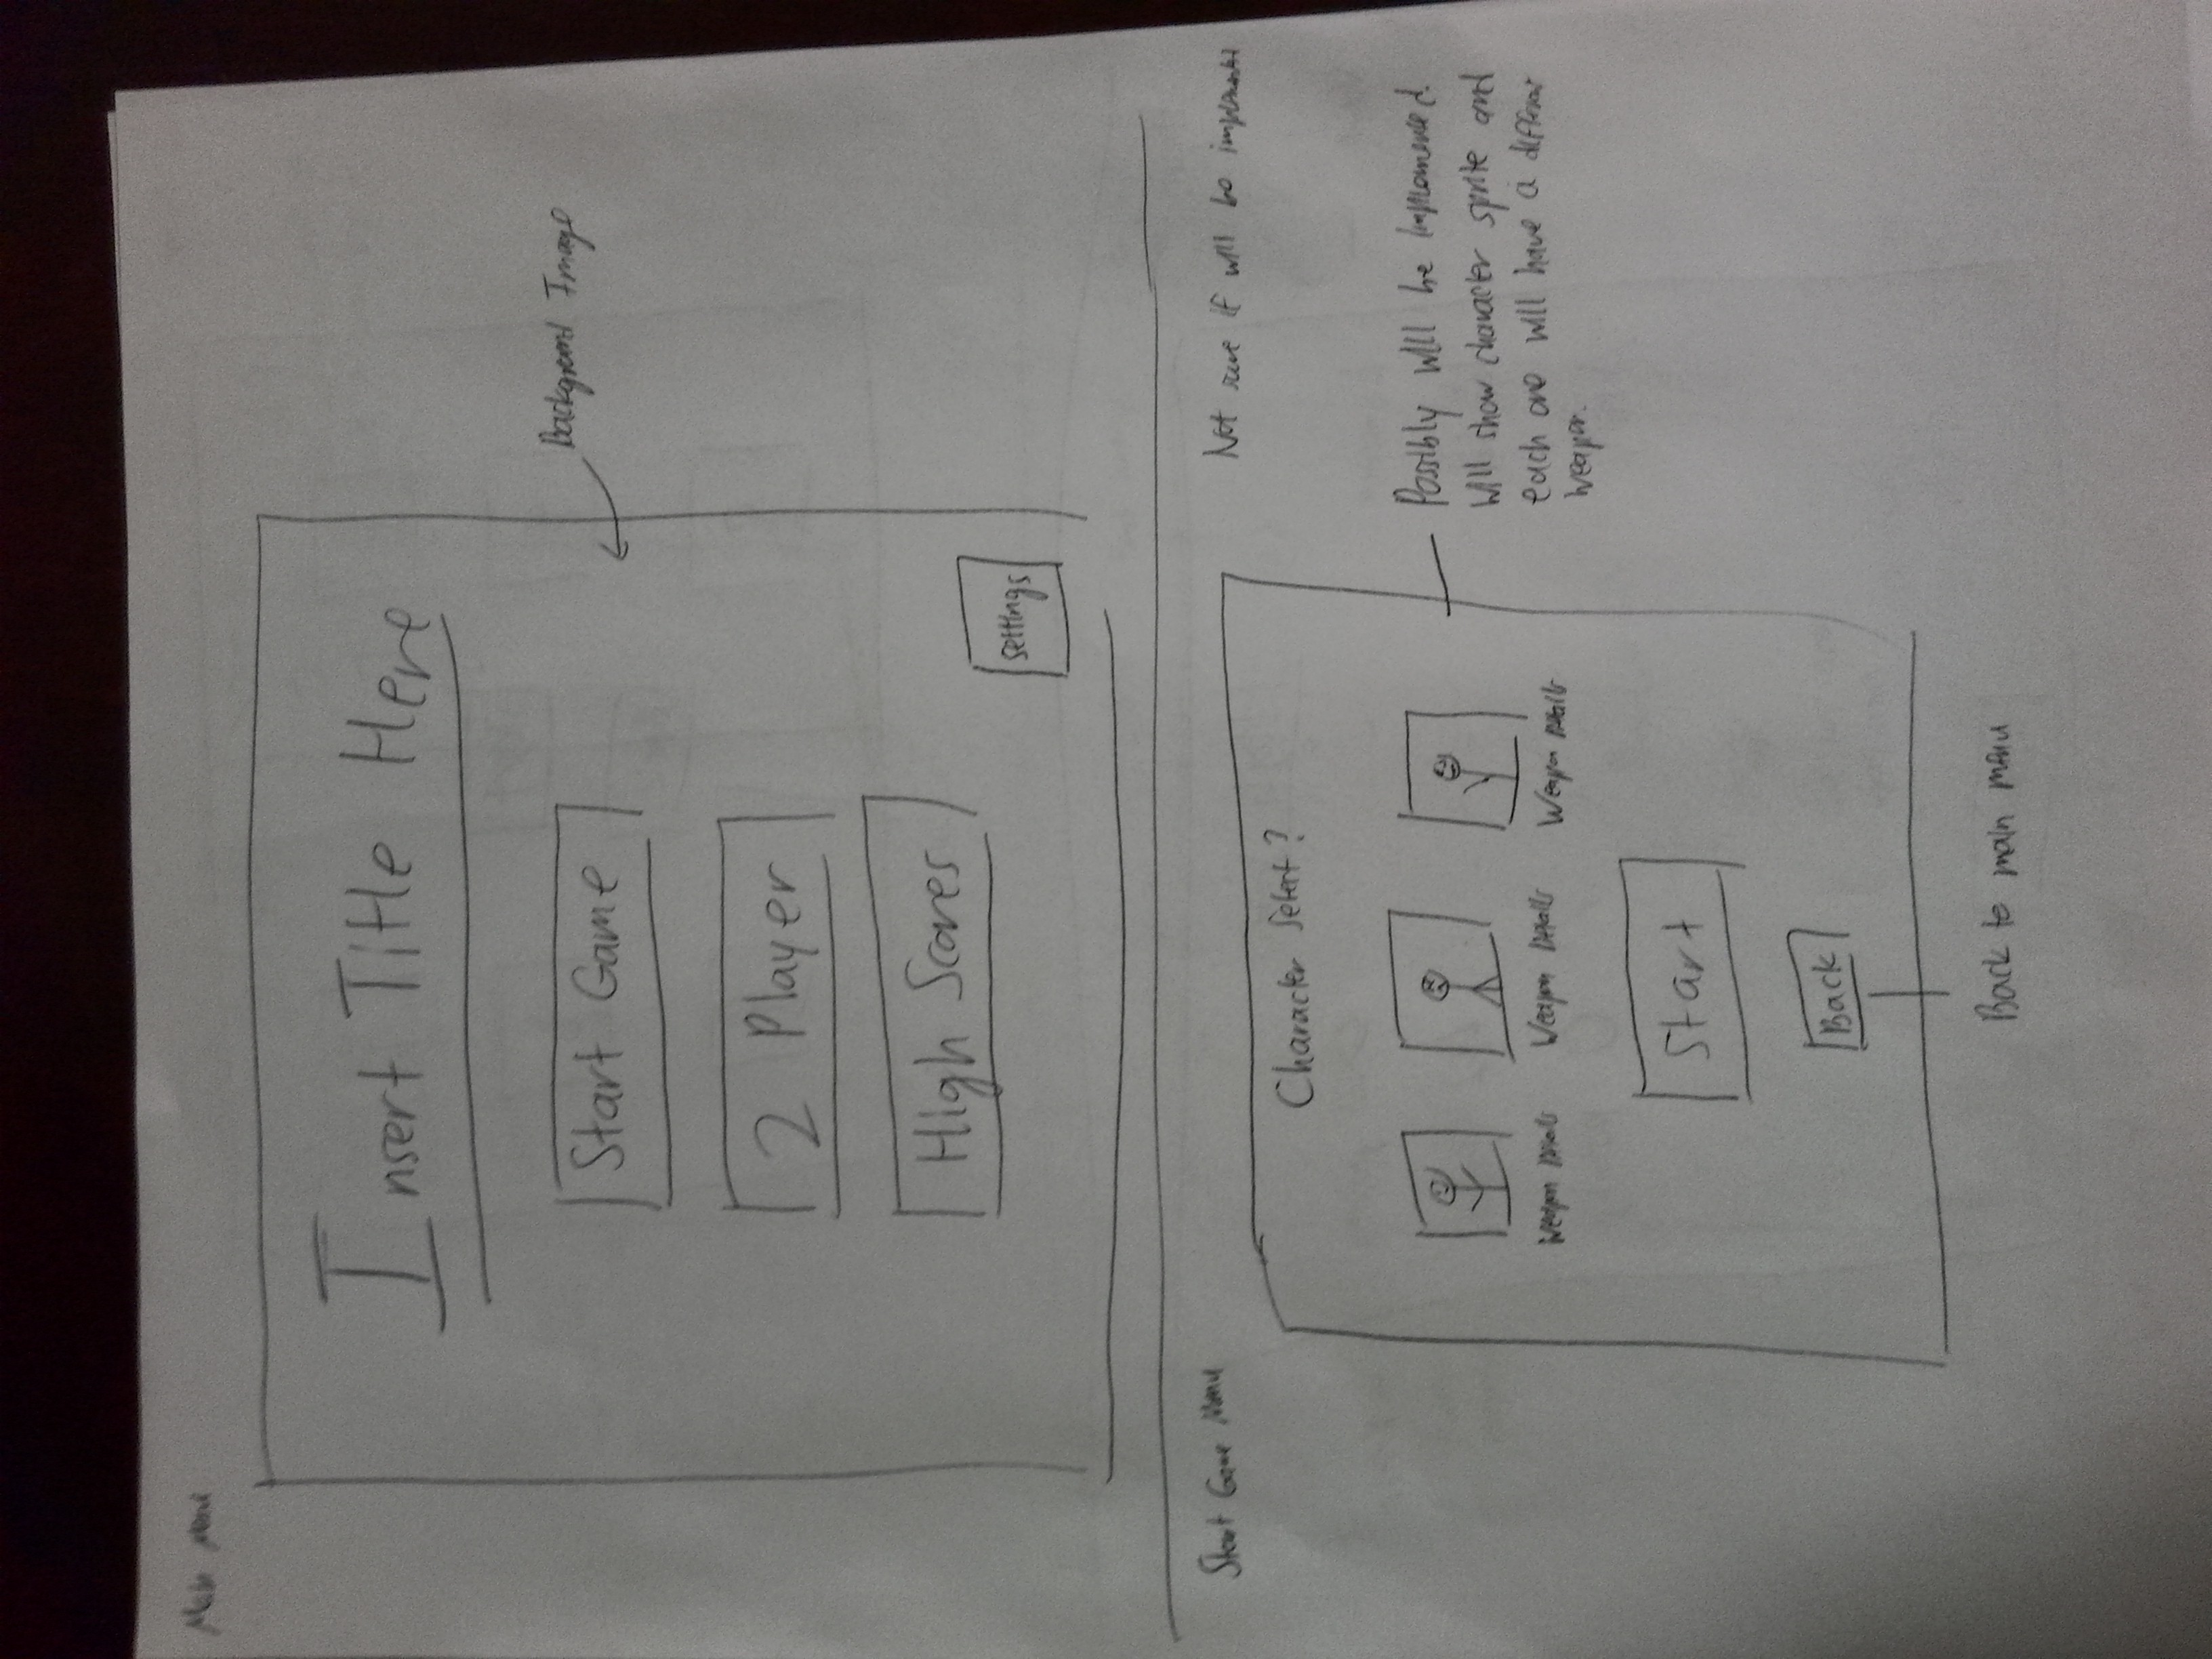 Main Menu
Insert Title Here
Start Game
Background Image
2 Player
High Scores
settings
Start Game Menu
Not sure if will be implemented
Character Select?
Weapon Details
Weapon Details
Weapon Details
Possibly will be implemented.
Will show character sprite and
each one will have a different
weapon.
Start
Back
Back to main menu